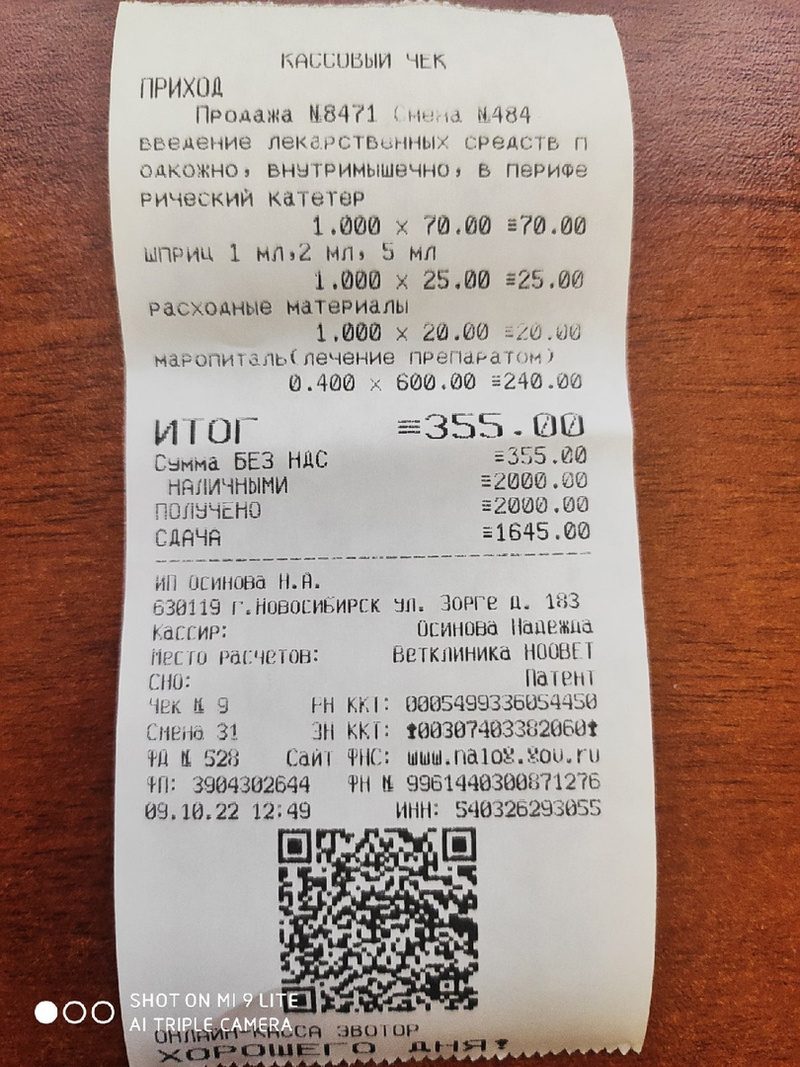 КАССОВЫЙ ЧЕК
ПРИХОД
Продажа №8471 Смена №484
введение лекарственных средств п
одкожно, внутримышечно, в перифе
рический катетер
1.000 x 70.00 ≡70.00
шприц 1 мл,2 мл, 5 мл
1.000 x 25.00 ≡25.00
расходные материалы
1.000 x 20.00 ≡20.00
маропиталь(лечение препаратом)
0.400 x 600.00 ≡240.00
ИТОГ ≡355.00
Сумма БЕЗ НДС ≡355.00
НАЛИЧНЫМИ ≡2000.00
ПОЛУЧЕНО ≡2000.00
СДАЧА ≡1645.00
ИП Осинова Н.А.
630119 г.Новосибирск ул. Зорге д. 183
Кассир: Осинова Надежда
Место расчетов: Ветклиника НООВЕТ
СНО: Патент
Чек № 9 РН ККТ: 0005499336054450
Смена 31 ЗН ККТ: ↑00307403382060↑
ФД № 528 Сайт ФНС: www.nalog.gov.ru
ФП: 3904302644 ФН № 9961440300871276
09.10.22 12:49 ИНН: 540326293055
SHOT ON MI 9 LITE
AI TRIPLE CAMERA
ОНЛАЙН-КАССА ЭВОТОР
ХОРОШЕГО ДНЯ!